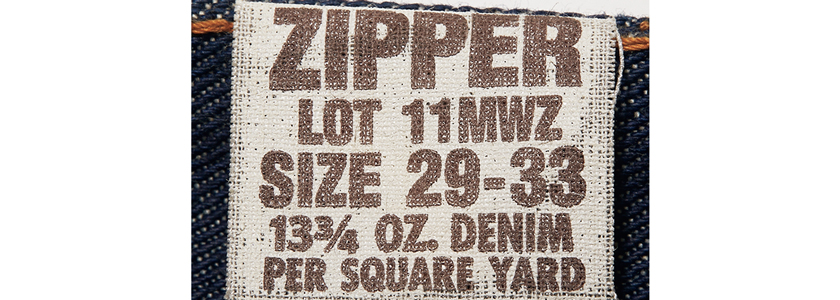 ZIPPER
LOT 11MWZ
SIZE 29-33
13¾ OZ. DENIM
PER SQUARE YARD